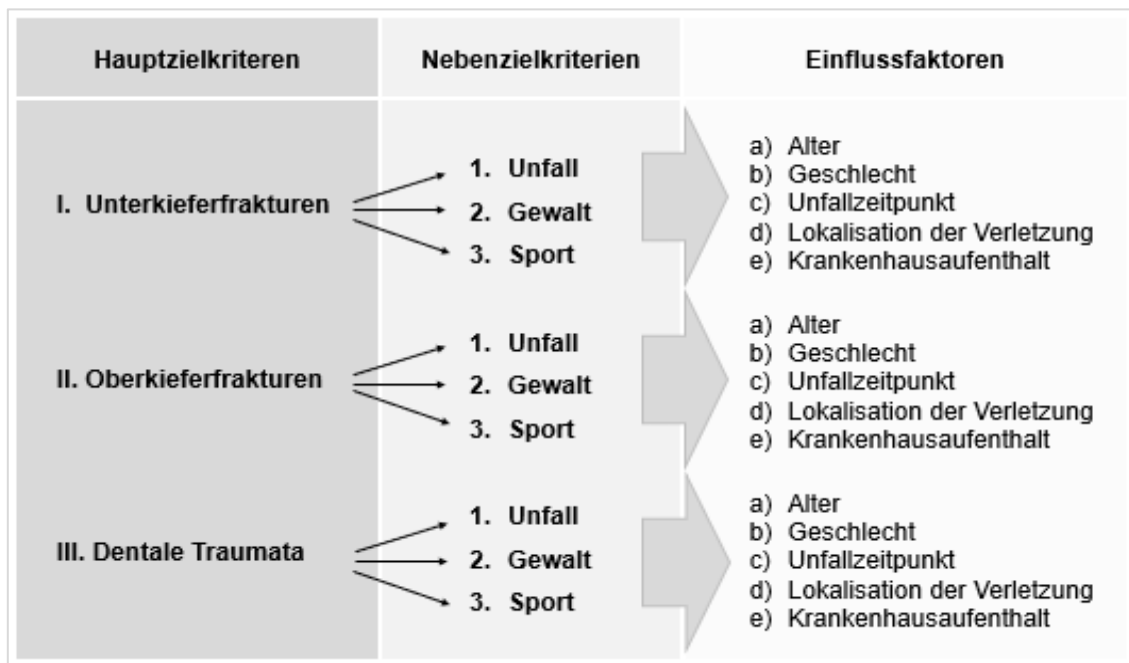 Hauptzielkriteren Nebenzielkriterien Einflussfaktoren
I. Unterkieferfrakturen
1. Unfall
2. Gewalt
3. Sport
a) Alter
b) Geschlecht
c) Unfallzeitpunkt
d) Lokalisation der Verletzung
e) Krankenhausaufenthalt
II. Oberkieferfrakturen
1. Unfall
2. Gewalt
3. Sport
a) Alter
b) Geschlecht
c) Unfallzeitpunkt
d) Lokalisation der Verletzung
e) Krankenhausaufenthalt
III. Dentale Traumata
1. Unfall
2. Gewalt
3. Sport
a) Alter
b) Geschlecht
c) Unfallzeitpunkt
d) Lokalisation der Verletzung
e) Krankenhausaufenthalt